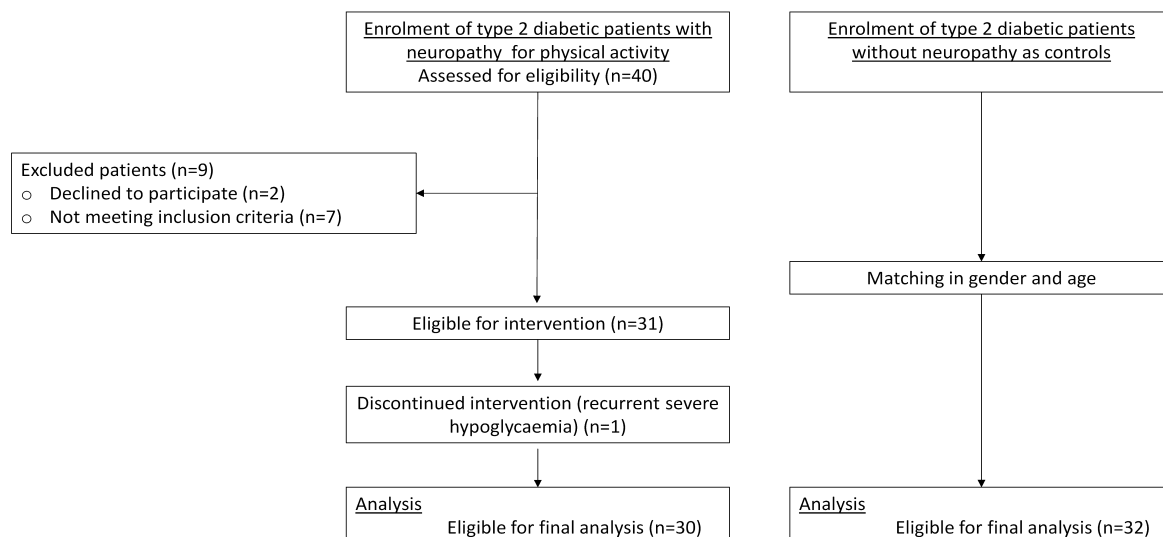 Enrolment of type 2 diabetic patients with
neuropathy for physical activity
Assessed for eligibility (n=40)
Enrolment of type 2 diabetic patients
without neuropathy as controls
Excluded patients (n=9)
o Declined to participate (n=2)
o Not meeting inclusion criteria (n=7)
Matching in gender and age
Eligible for intervention (n=31)
Discontinued intervention (recurrent severe
hypoglycaemia) (n=1)
Analysis
Eligible for final analysis (n=30)
Analysis
Eligible for final analysis (n=32)